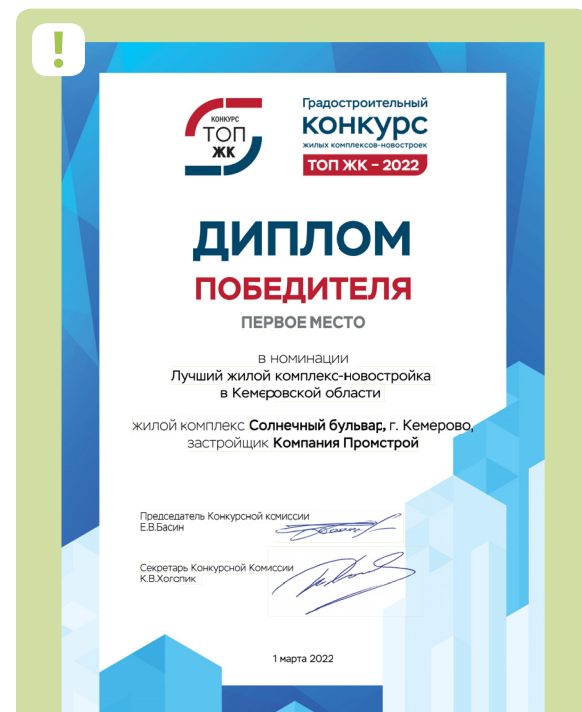 !
КОНКУРС
ТОП
ЖК
Градостроительный
КОНКУРС
жилых комплексов-новостроек
ТОП ЖК – 2022
ДИПЛОМ
ПОБЕДИТЕЛЯ
ПЕРВОЕ МЕСТО
в номинации
Лучший жилой комплекс-новостройка
в Кемеровской области
жилой комплекс Солнечный бульвар, г. Кемерово,
застройщик Компания Промстрой
Председатель Конкурсной комиссии
Е.В.Басин
Секретарь Конкурсной Комиссии
К.В.Холопик
1 марта 2022